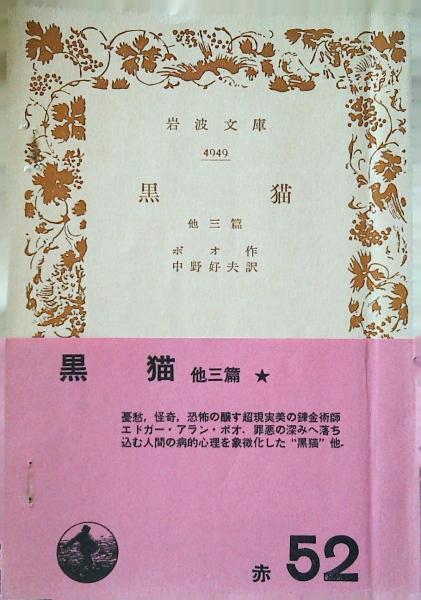 岩波文庫
4949
黒猫
他三篇
ポオ作
中野好夫訳
黒猫 他三篇 ★
憂愁，怪奇，恐怖の醸す超現実美の錬金術師
エドガー・アラン・ポオ．罪悪の深みへ落ち
込む人間の病的心理を象徴化した“黒猫”他．
赤 52